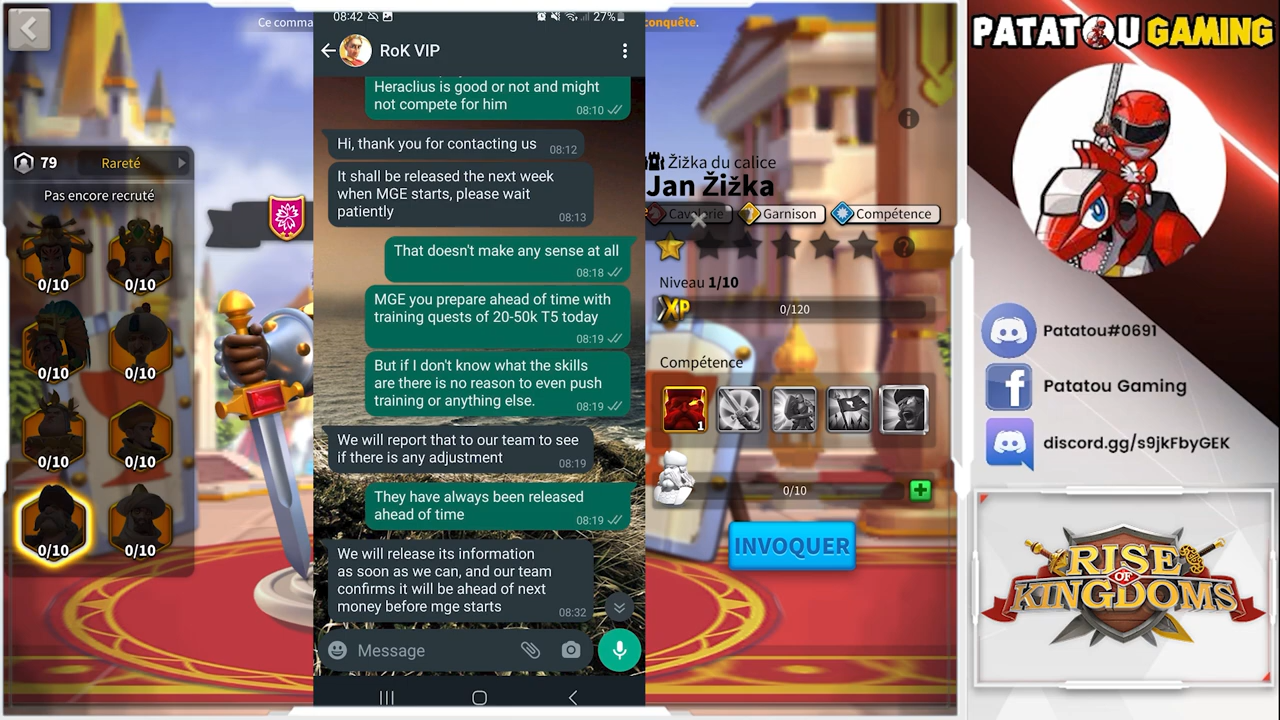 Ce comma
conquête.
79
Rareté
Pas encore recruté
0/10
0/10
0/10
0/10
0/10
0/10
0/10
0/10
08:42
27%
RoK VIP
Heraclius is good or not and might
not compete for him
08:10
Hi, thank you for contacting us
08:12
It shall be released the next week
when MGE starts, please wait
patiently
08:13
That doesn't make any sense at all
08:18
MGE you prepare ahead of time with
training quests of 20-50k T5 today
08:19
But if I don't know what the skills
are there is no reason to even push
training or anything else.
08:19
We will report that to our team to see
if there is any adjustment
08:19
They have always been released
ahead of time
08:19
We will release its information
as soon as we can, and our team
confirms it will be ahead of next
money before mge starts
08:32
Message
Žižka du calice
Jan Žižka
Cavalerie
Garnison
Compétence
Niveau 1/10
XP
0/120
Compétence
1
0/10
INVOQUER
PATATOU GAMING
Patatou#0691
Patatou Gaming
discord.gg/s9jkFbyGEK
RISE
OF
KINGDOMS